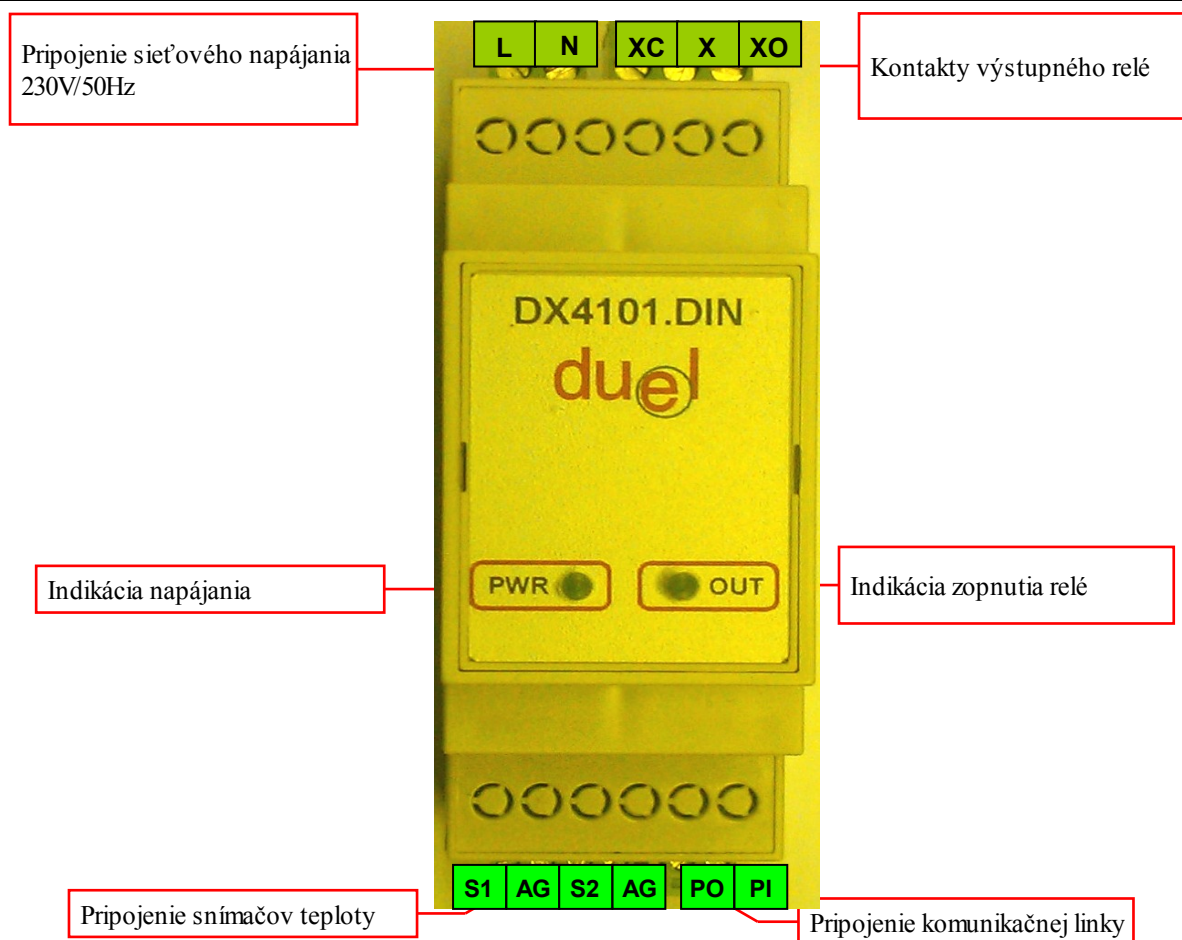 Pripojenie sieťového napájania
230V/50Hz
L N XC X XO
Kontakty výstupného relé
DX4101.DIN
duel
Indikácia napájania
PWR
OUT
Indikácia zopnutia relé
S1 AG S2 AG PO PI
Pripojenie snímačov teploty
Pripojenie komunikačnej linky